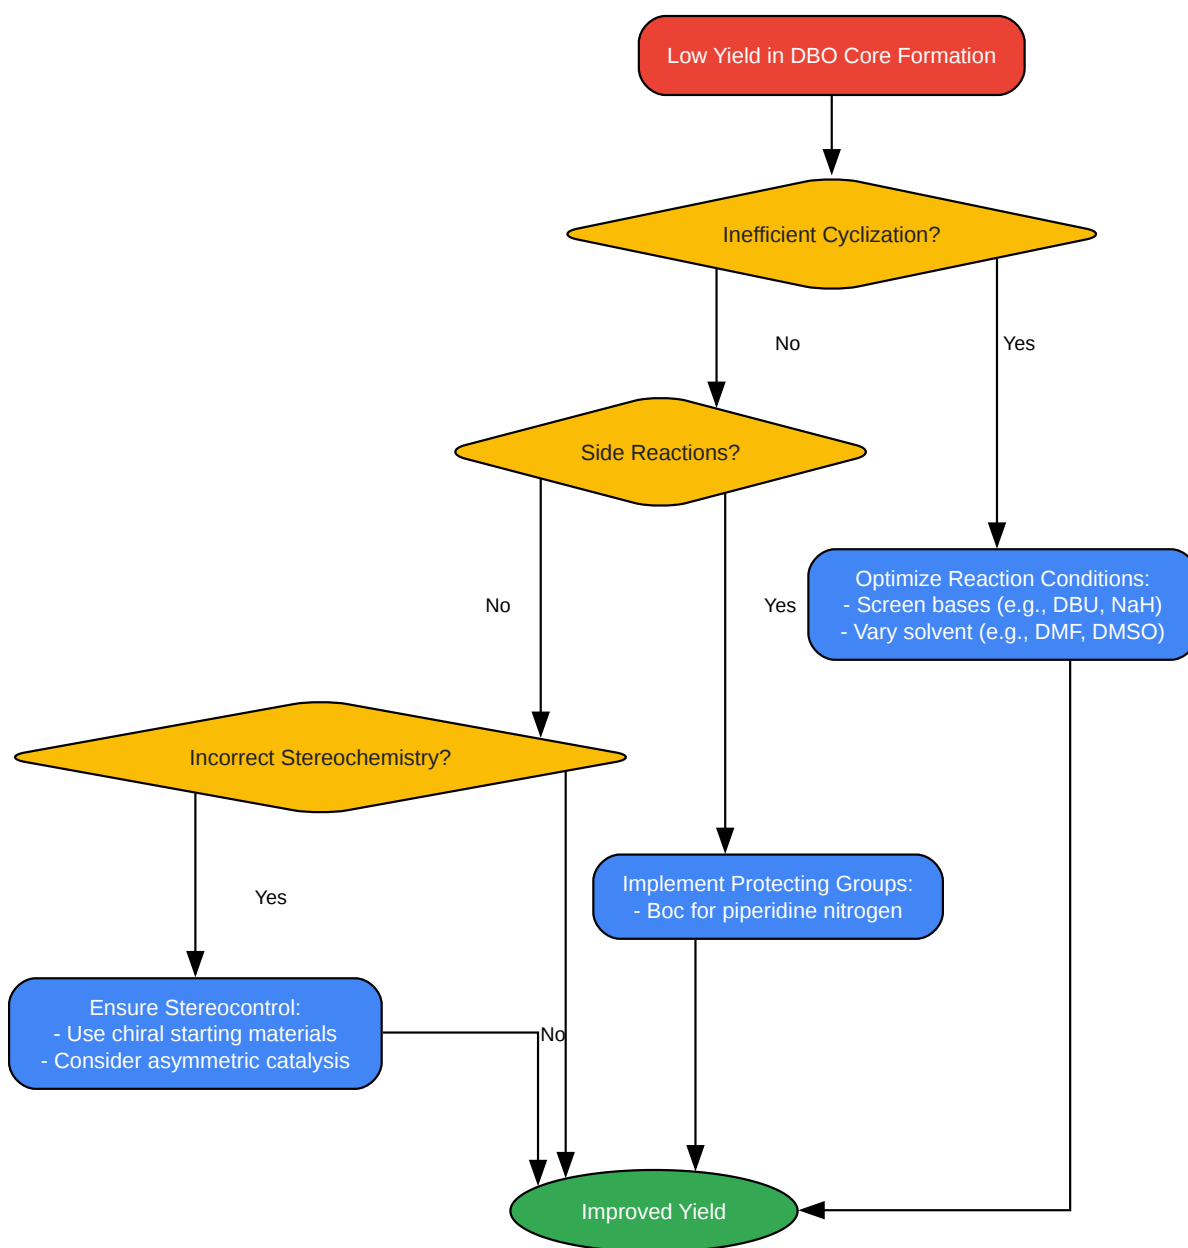 Low Yield in DBO Core Formation
Inefficient Cyclization?
No
Yes
Side Reactions?
No
Yes
Optimize Reaction Conditions:
- Screen bases (e.g., DBU, NaH)
- Vary solvent (e.g., DMF, DMSO)
Incorrect Stereochemistry?
Implement Protecting Groups:
- Boc for piperidine nitrogen
Yes
Ensure Stereocontrol:
- Use chiral starting materials
- Consider asymmetric catalysis
No
Improved Yield